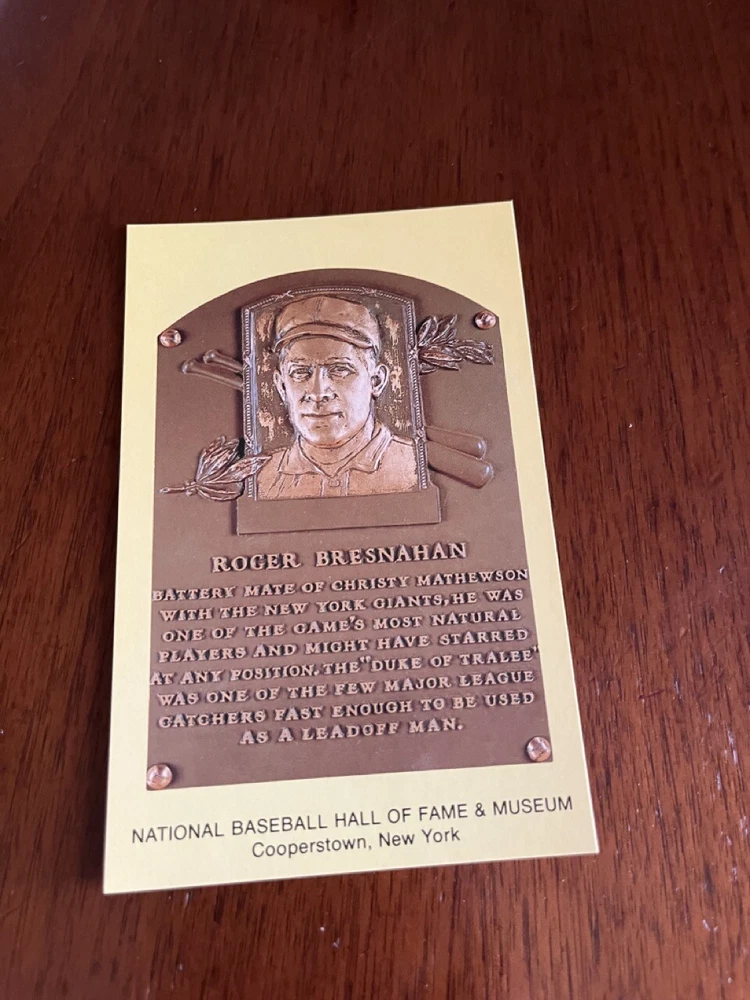 ROGER BRESNAHAN
BATTERY MATE OF CHRISTY MATHEWSON
WITH THE NEW YORK GIANTS, HE WAS
ONE OF THE GAME'S MOST NATURAL
PLAYERS AND MIGHT HAVE STARRED
AT ANY POSITION. THE "DUKE OF TRALEE"
WAS ONE OF THE FEW MAJOR LEAGUE
CATCHERS FAST ENOUGH TO BE USED
AS A LEADOFF MAN.
NATIONAL BASEBALL HALL OF FAME & MUSEUM
Cooperstown, New York